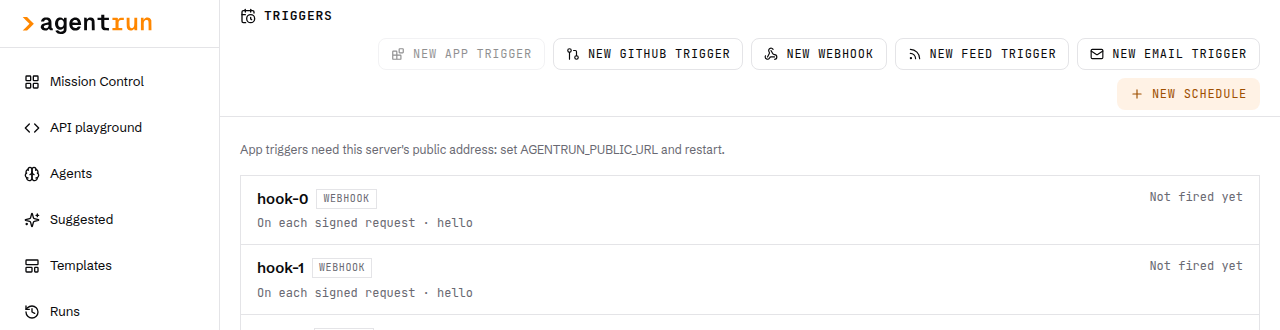 agentrun
TRIGGERS
NEW APP TRIGGER
NEW GITHUB TRIGGER
NEW WEBHOOK
NEW FEED TRIGGER
NEW EMAIL TRIGGER
NEW SCHEDULE
Mission Control
API playground
Agents
Suggested
Templates
Runs
App triggers need this server's public address: set AGENTRUN_PUBLIC_URL and restart.
hook-0 WEBHOOK
Not fired yet
On each signed request · hello
hook-1 WEBHOOK
Not fired yet
On each signed request · hello